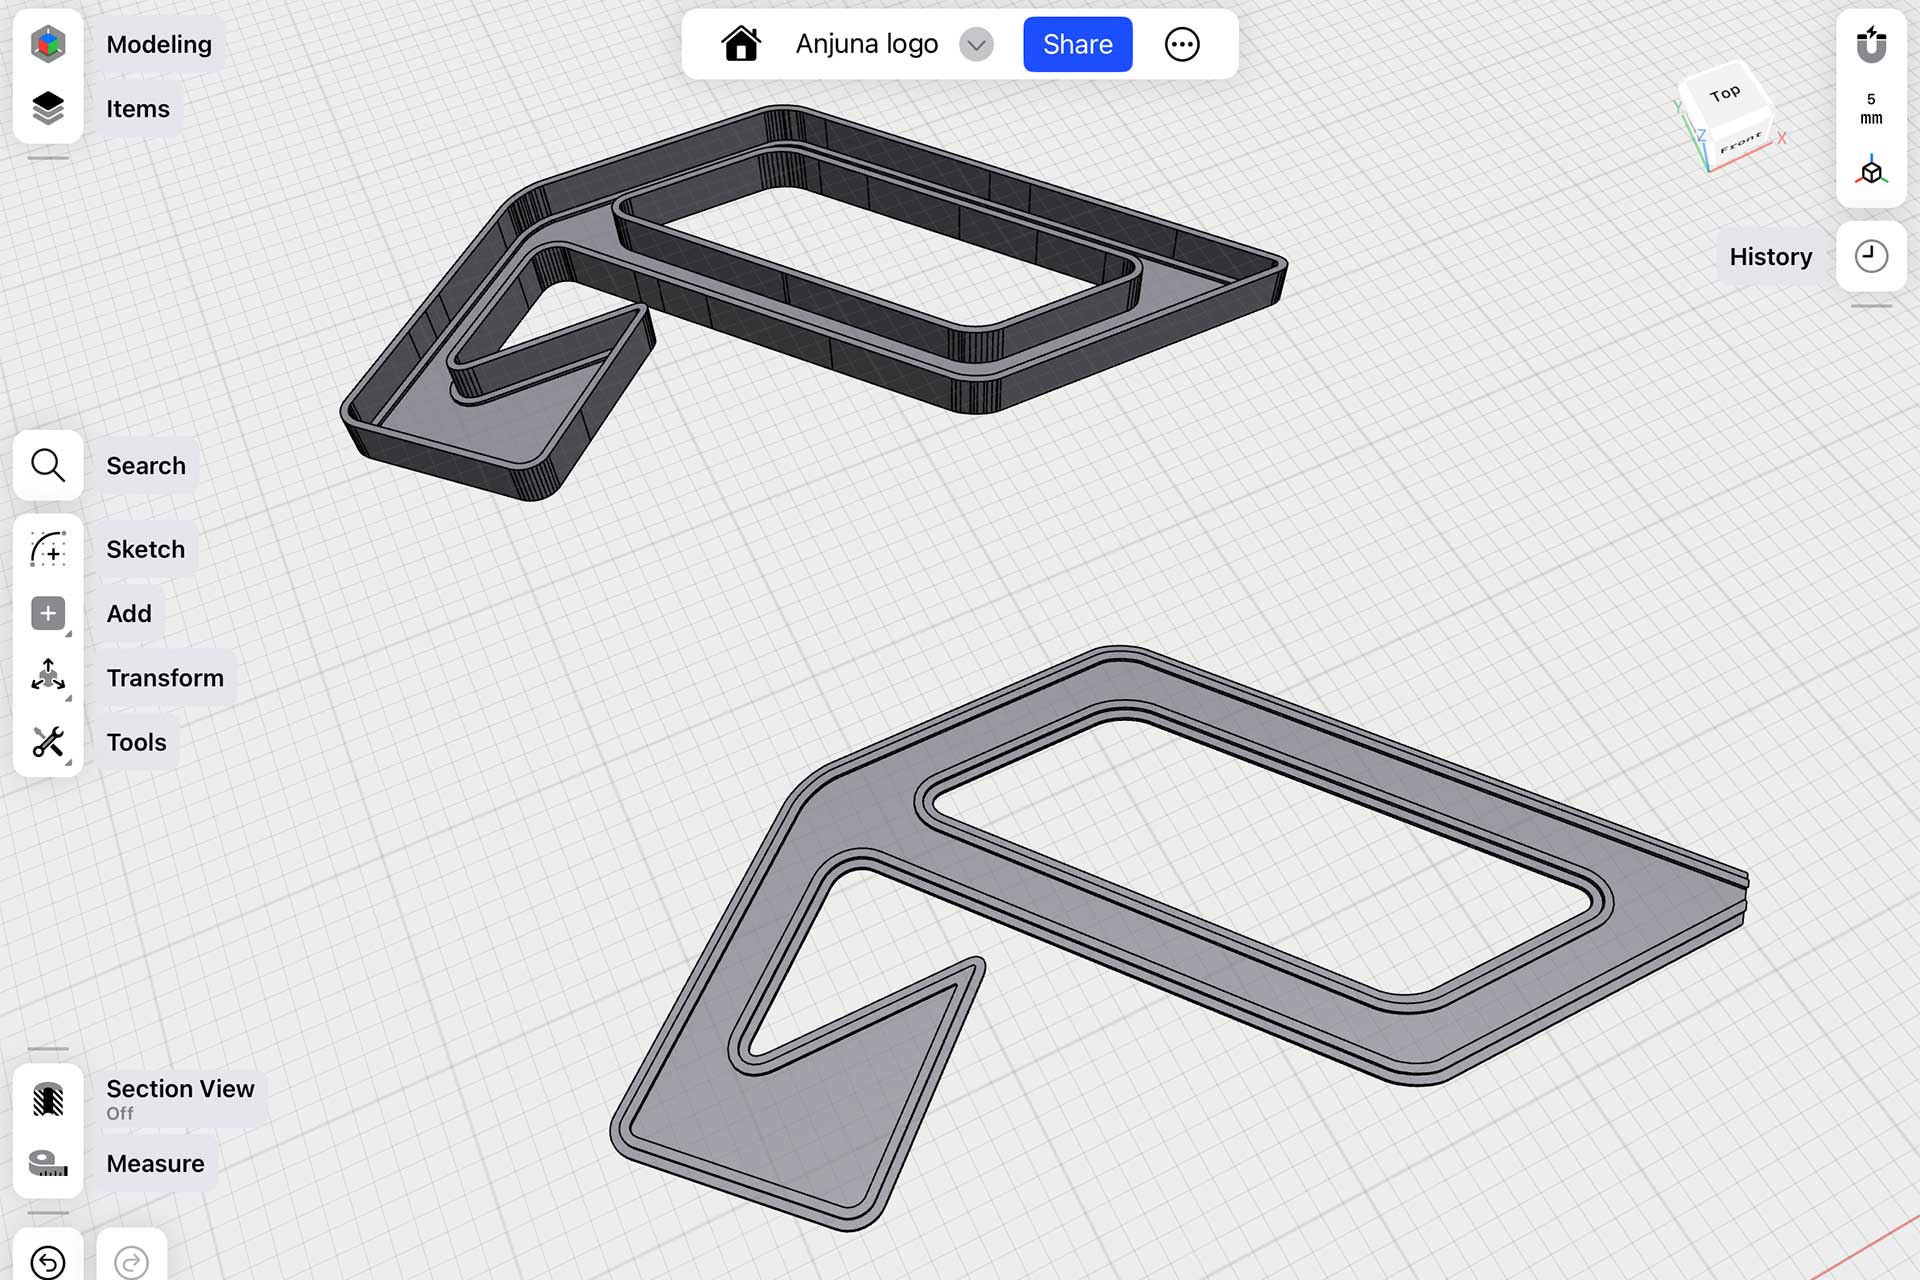 Modeling
Items
Anjuna logo
Share
Top
Front
Y
Z
X
5
mm
History
Search
Sketch
Add
Transform
Tools
Section View
Off
Measure